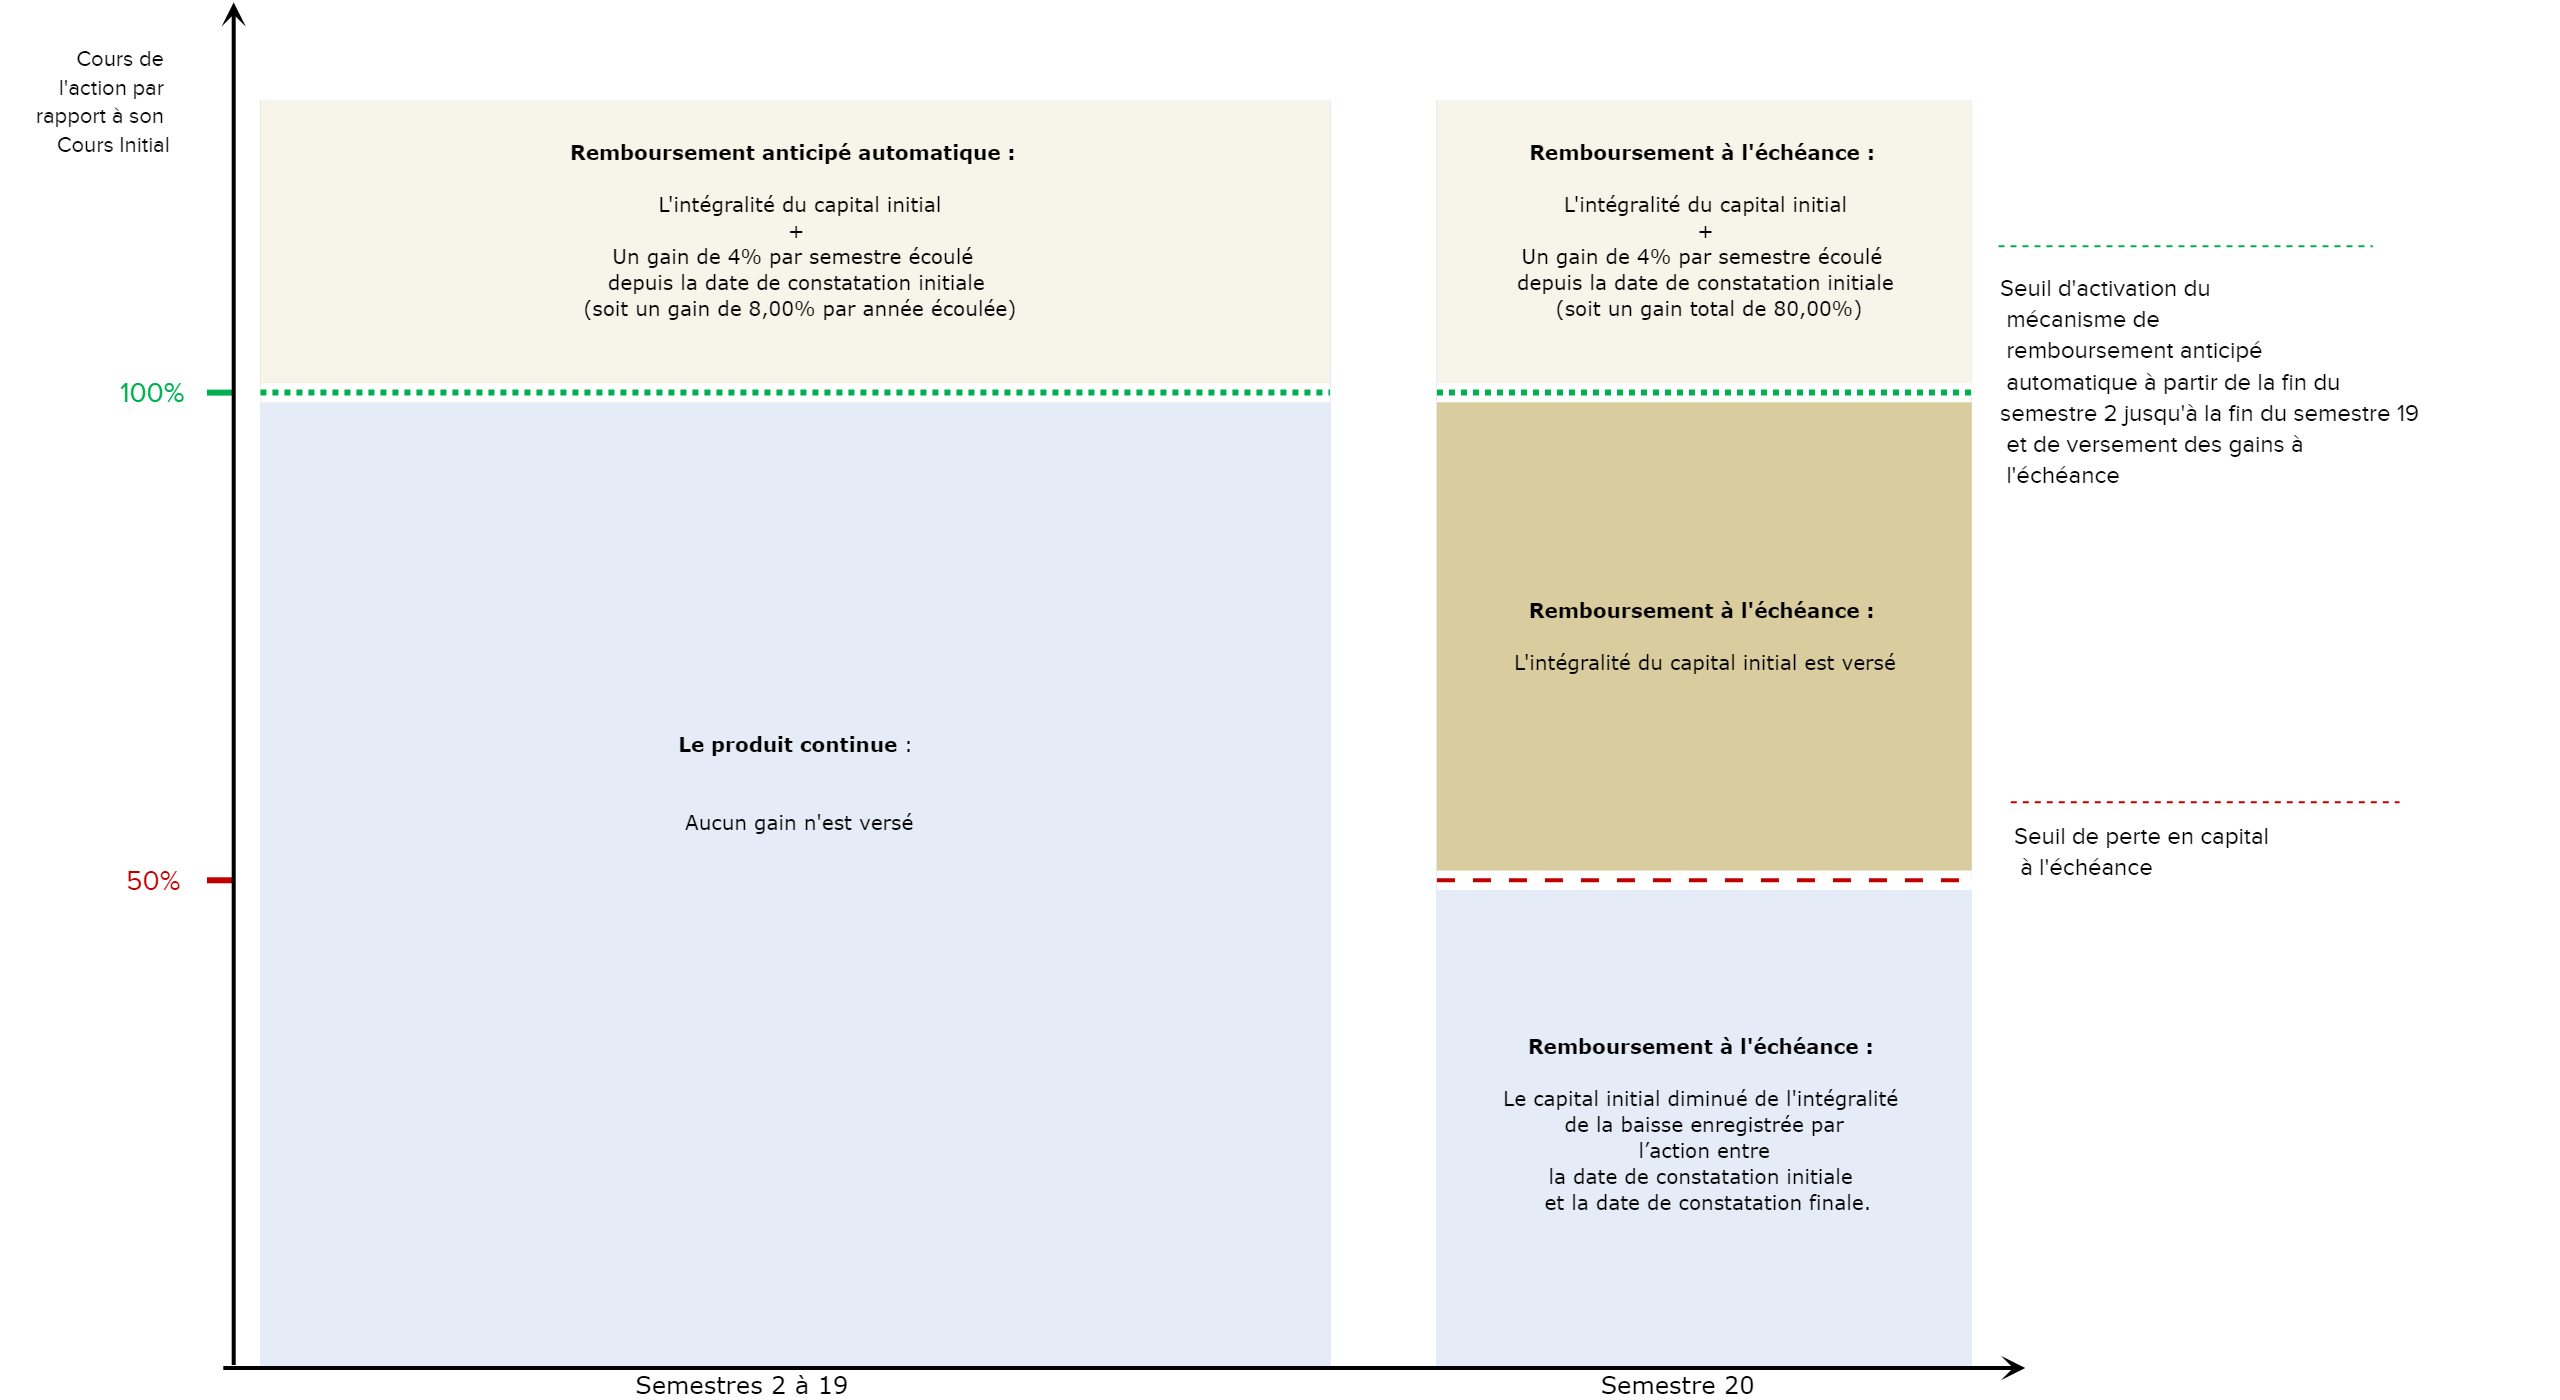 Cours de
l'action par
rapport à son
Cours Initial
Remboursement anticipé automatique :
L'intégralité du capital initial
+
Un gain de 4% par semestre écoulé
depuis la date de constatation initiale
(soit un gain de 8,00% par année écoulée)
Remboursement à l'échéance :
L'intégralité du capital initial
+
Un gain de 4% par semestre écoulé
depuis la date de constatation initiale
(soit un gain total de 80,00%)
Seuil d'activation du
mécanisme de
remboursement anticipé
automatique à partir de la fin du
semestre 2 jusqu'à la fin du semestre 19
et de versement des gains à
l'échéance
100%
Remboursement à l'échéance :
L'intégralité du capital initial est versé
Le produit continue :
Aucun gain n'est versé
Seuil de perte en capital
à l'échéance
50%
Remboursement à l'échéance :
Le capital initial diminué de l'intégralité
de la baisse enregistrée par
l’action entre
la date de constatation initiale
et la date de constatation finale.
Semestres 2 à 19
Semestre 20